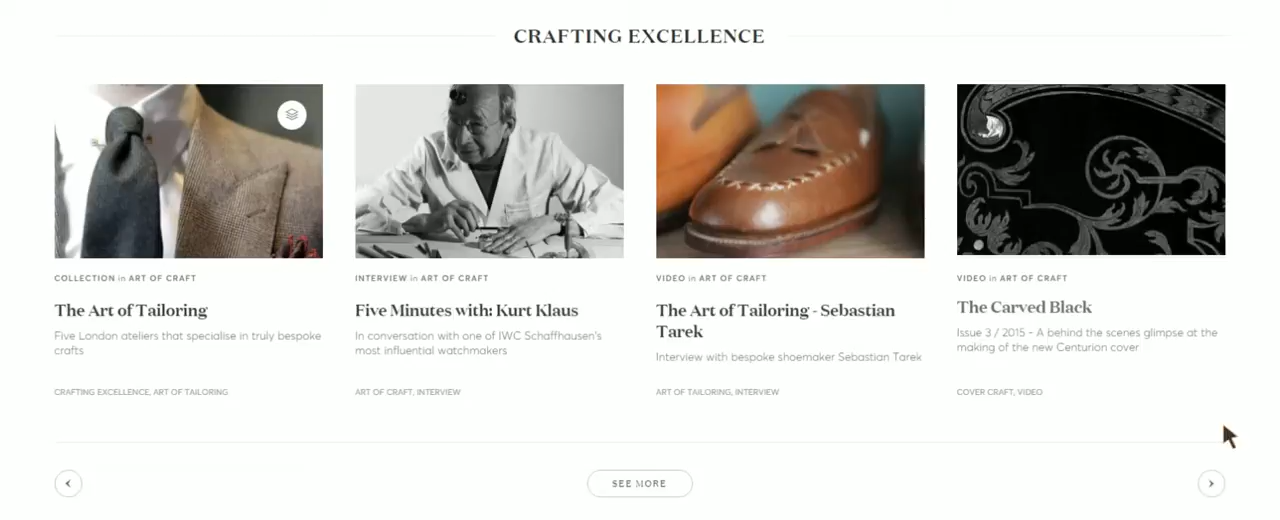 CRAFTING EXCELLENCE
COLLECTION in ART OF CRAFT
The Art of Tailoring
Five London ateliers that specialise in truly bespoke
crafts
CRAFTING EXCELLENCE, ART OF TAILORING
INTERVIEW in ART OF CRAFT
Five Minutes with: Kurt Klaus
In conversation with one of IWC Schaffhausen's
most influential watchmakers
ART OF CRAFT, INTERVIEW
VIDEO in ART OF CRAFT
The Art of Tailoring - Sebastian
Tarek
Interview with bespoke shoemaker Sebastian Tarek
ART OF TAILORING, INTERVIEW
VIDEO in ART OF CRAFT
The Carved Black
Issue 3 / 2015 - A behind the scenes glimpse at the
making of the new Centurion cover
COVER CRAFT, VIDEO
SEE MORE